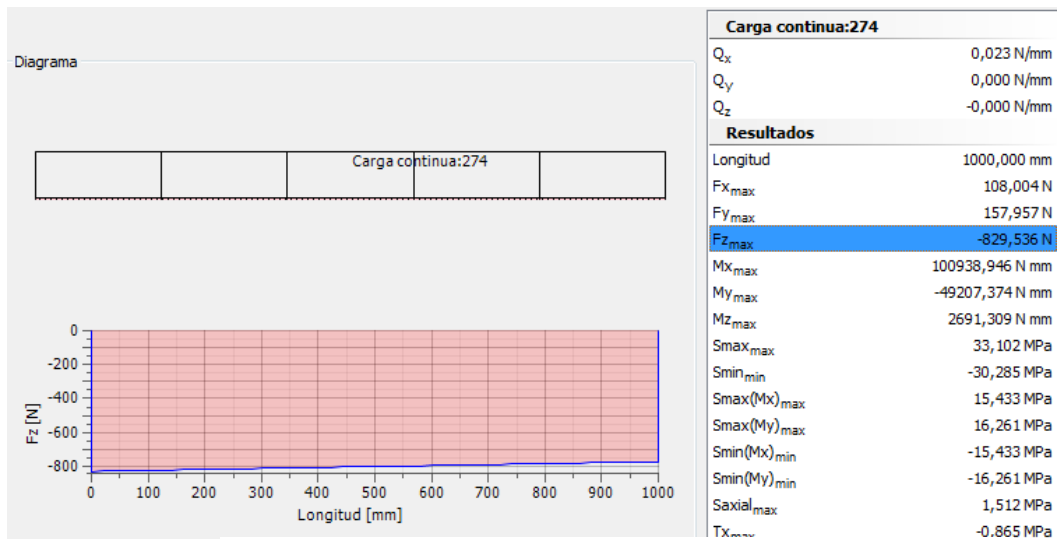 Diagrama
Carga continua:274
0
-200
-400
-600
-800
Fz [N]
0 100 200 300 400 500 600 700 800 900 1000
Longitud [mm]
Carga continua:274
Qx 0,023 N/mm
Qy 0,000 N/mm
Qz -0,000 N/mm
Resultados
Longitud 1000,000 mm
Fxmax 108,004 N
Fymax 157,957 N
Fzmax -829,536 N
Mxmax 100938,946 N mm
Mymax -49207,374 N mm
Mzmax 2691,309 N mm
Smaxmax 33,102 MPa
Sminmin -30,285 MPa
Smax(Mx)max 15,433 MPa
Smax(My)max 16,261 MPa
Smin(Mx)min -15,433 MPa
Smin(My)min -16,261 MPa
Saxialmax 1,512 MPa
Txmax -0,865 MPa